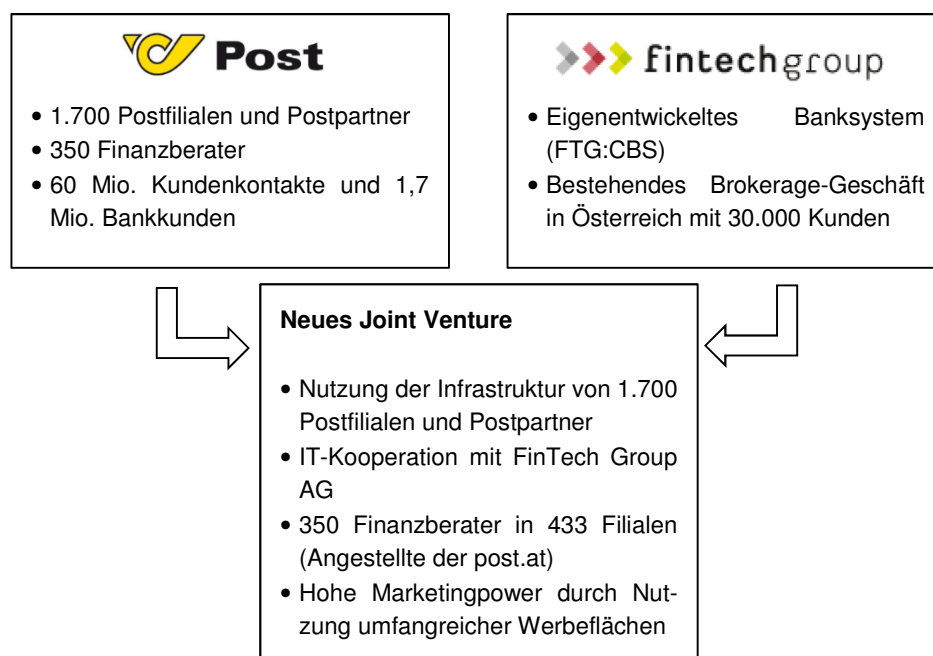 Post
• 1.700 Postfilialen und Postpartner
• 350 Finanzberater
• 60 Mio. Kundenkontakte und 1,7
Mio. Bankkunden
fintechgroup
• Eigenentwickeltes Banksystem
(FTG:CBS)
• Bestehendes Brokerage-Geschäft
in Österreich mit 30.000 Kunden
Neues Joint Venture
• Nutzung der Infrastruktur von 1.700
Postfilialen und Postpartner
• IT-Kooperation mit FinTech Group
AG
• 350 Finanzberater in 433 Filialen
(Angestellte der post.at)
• Hohe Marketingpower durch Nut-
zung umfangreicher Werbeflächen